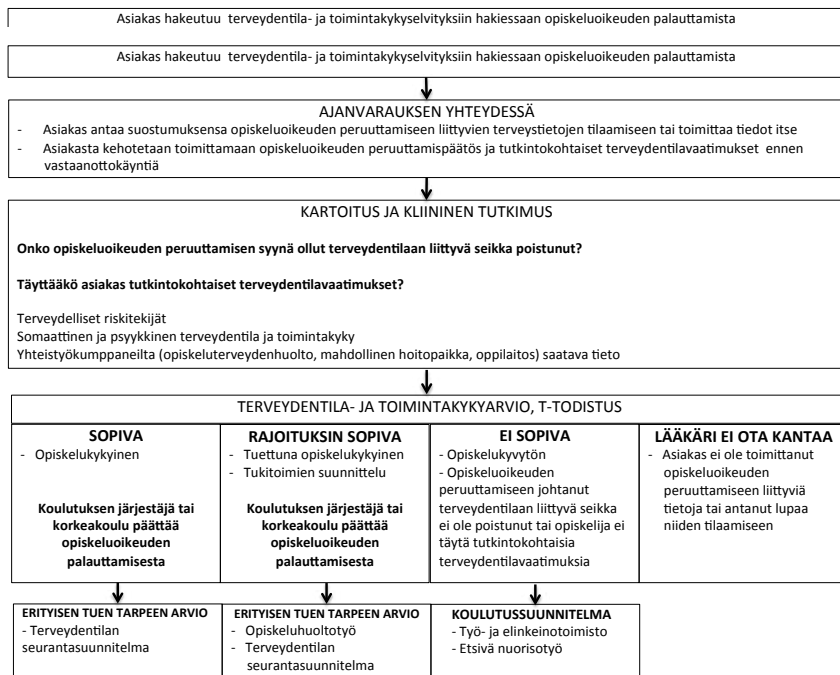 Asiakas hakeutuu terveydentila- ja toimintakykyselvityksiin hakiessaan opiskeluoikeuden palauttamista
Asiakas hakeutuu terveydentila- ja toimintakykyselvityksiin hakiessaan opiskeluoikeuden palauttamista
AJANVARAUKSEN YHTEYDESSÄ
- Asiakas antaa suostumuksensa opiskeluoikeuden peruuttamiseen liittyvien terveystietojen tilaamiseen tai toimittaa tiedot itse
- Asiakasta kehotetaan toimittamaan opiskeluoikeuden peruuttamispäätös ja tutkintokohtaiset terveydentilavaatimukset ennen
vastaanottokäyntiä
KARTOITUS JA KLIININEN TUTKIMUS
Onko opiskeluoikeuden peruuttamisen syynä ollut terveydentilaan liittyvä seikka poistunut?
Täyttääkö asiakas tutkintokohtaiset terveydentilavaatimukset?
Terveydelliset riskitekijät
Somaattinen ja psyykkinen terveydentila ja toimintakyky
Yhteistyökumppaneilta (opiskeluterveydenhuolto, mahdollinen hoitopaikka, oppilaitos) saatava tieto
TERVEYDENTILA- JA TOIMINTAKYKYARVIO, T-TODISTUS
SOPIVA
- Opiskelukykyinen
Koulutuksen järjestäjä tai
korkeakoulu päättää
opiskeluoikeuden
palauttamisesta
RAJOITUKSIN SOPIVA
- Tuettuna opiskelukykyinen
- Tukitoimien suunnittelu
Koulutuksen järjestäjä tai
korkeakoulu päättää
opiskeluoikeuden
palauttamisesta
EI SOPIVA
- Opiskelukyvytön
- Opiskeluoikeuden
peruuttamiseen johtanut
terveydentilaan liittyvä seikka
ei ole poistunut tai opiskelija ei
täytä tutkintokohtaisia
terveydentilavaatimuksia
LÄÄKÄRI EI OTA KANTAA
- Asiakas ei ole toimittanut
opiskeluoikeuden
peruuttamiseen liittyviä
tietoja tai antanut lupaa
niiden tilaamiseen
ERITYISEN TUEN TARPEEN ARVIO
- Terveydentilan
seurantasuunnitelma
ERITYISEN TUEN TARPEEN ARVIO
- Opiskeluhuoltotyö
- Terveydentilan
seurantasuunnitelma
KOULUTUSSUUNNITELMA
- Työ- ja elinkeinotoimisto
- Etsivä nuorisotyö